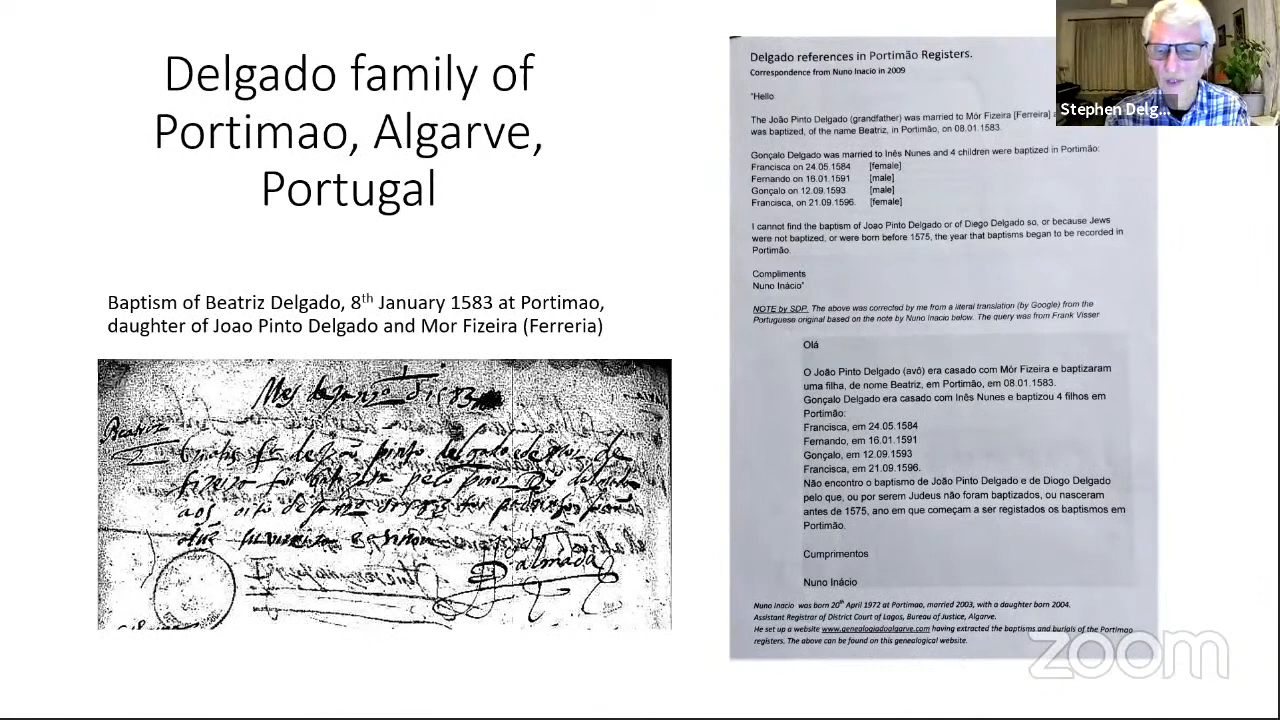 Delgado family of
Portimao, Algarve,
Portugal
Baptism of Beatriz Delgado, 8th January 1583 at Portimao,
daughter of Joao Pinto Delgado and Mor Fizeira (Ferreria)
Beatriz
pinto delgado
almada
Delgado references in Portimão Registers.
Correspondence from Nuno Inacio in 2009
"Hello
The João Pinto Delgado (grandfather) was married to Mór Fizeira [Ferreira]
was baptized, of the name Beatriz, in Portimão, on 08.01.1583.
Gonçalo Delgado was married to Inês Nunes and 4 children were baptized in Portimão:
Francisca on 24.05.1584 [female]
Fernando on 16.01.1591 [male]
Gonçalo on 12.09.1593 [male]
Francisca, on 21.09.1596. [female]
I cannot find the baptism of Joao Pinto Delgado or of Diego Delgado so, or because Jews
were not baptized, or were born before 1575, the year that baptisms began to be recorded in
Portimão.
Compliments
Nuno Inácio"
NOTE by SDP. The above was corrected by me from a literal translation (by Google) from the
Portuguese original based on the note by Nuno Inacio below. The query was from Frank Visser
Olá
O João Pinto Delgado (avô) era casado com Mór Fizeira e baptizaram
uma filha, de nome Beatriz, em Portimão, em 08.01.1583.
Gonçalo Delgado era casado com Inês Nunes e baptizou 4 filhos em
Portimão:
Francisca, em 24.05.1584
Fernando, em 16.01.1591
Gonçalo, em 12.09.1593
Francisca, em 21.09.1596.
Não encontro o baptismo de João Pinto Delgado e de Diogo Delgado
pelo que, ou por serem Judeus não foram baptizados, ou nasceram
antes de 1575, ano em que começam a ser registados os baptismos em
Portimão.
Cumprimentos
Nuno Inácio
Nuno Inacio was born 20th April 1972 at Portimao, married 2003, with a daughter born 2004.
Assistant Registrar of District Court of Lagos, Bureau of Justice, Algarve.
He set up a website www.genealogiadoalgarve.com having extracted the baptisms and burials of the Portimao
registers. The above can be found on this genealogical website.
Stephen Delg...
zoom